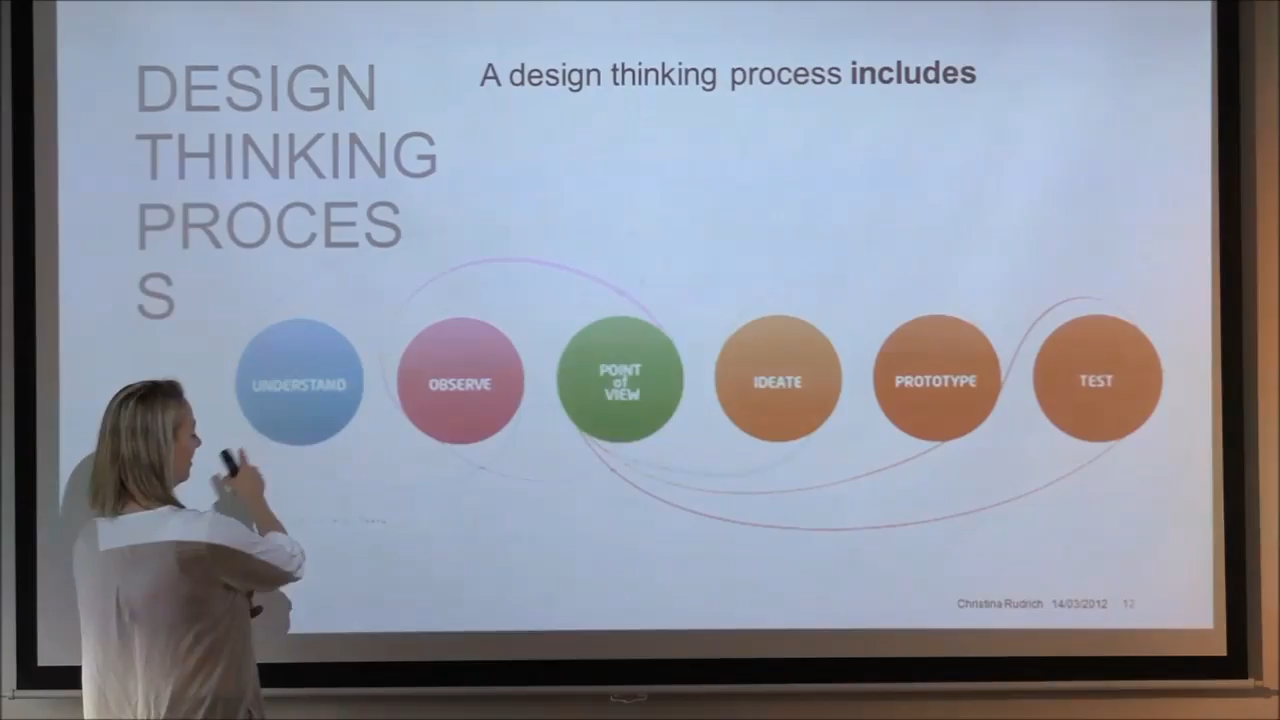 DESIGN
THINKING
PROCES
S
A design thinking process includes
UNDERSTAND
OBSERVE
POINT
of
VIEW
IDEATE
PROTOTYPE
TEST
Christina Rudrich 14/03/2012 12